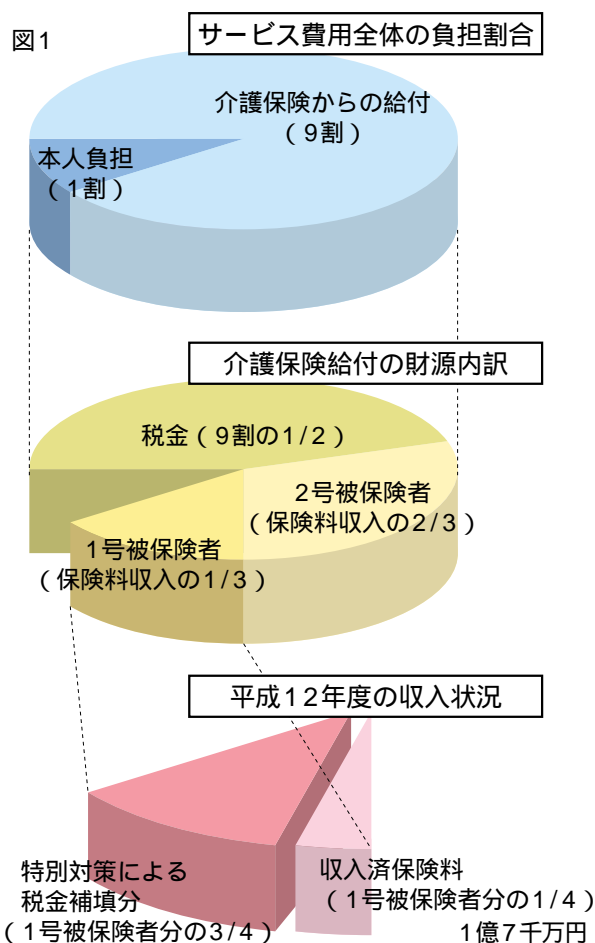 図1
サービス費用全体の負担割合
介護保険からの給付
（9割）
本人負担
（1割）
介護保険給付の財源内訳
税金（9割の1/2）
2号被保険者
（保険料収入の2/3）
1号被保険者
（保険料収入の1/3）
平成12年度の収入状況
特別対策による
税金補填分
（1号被保険者分の3/4）
収入済保険料
（1号被保険者分の1/4）
1億7千万円